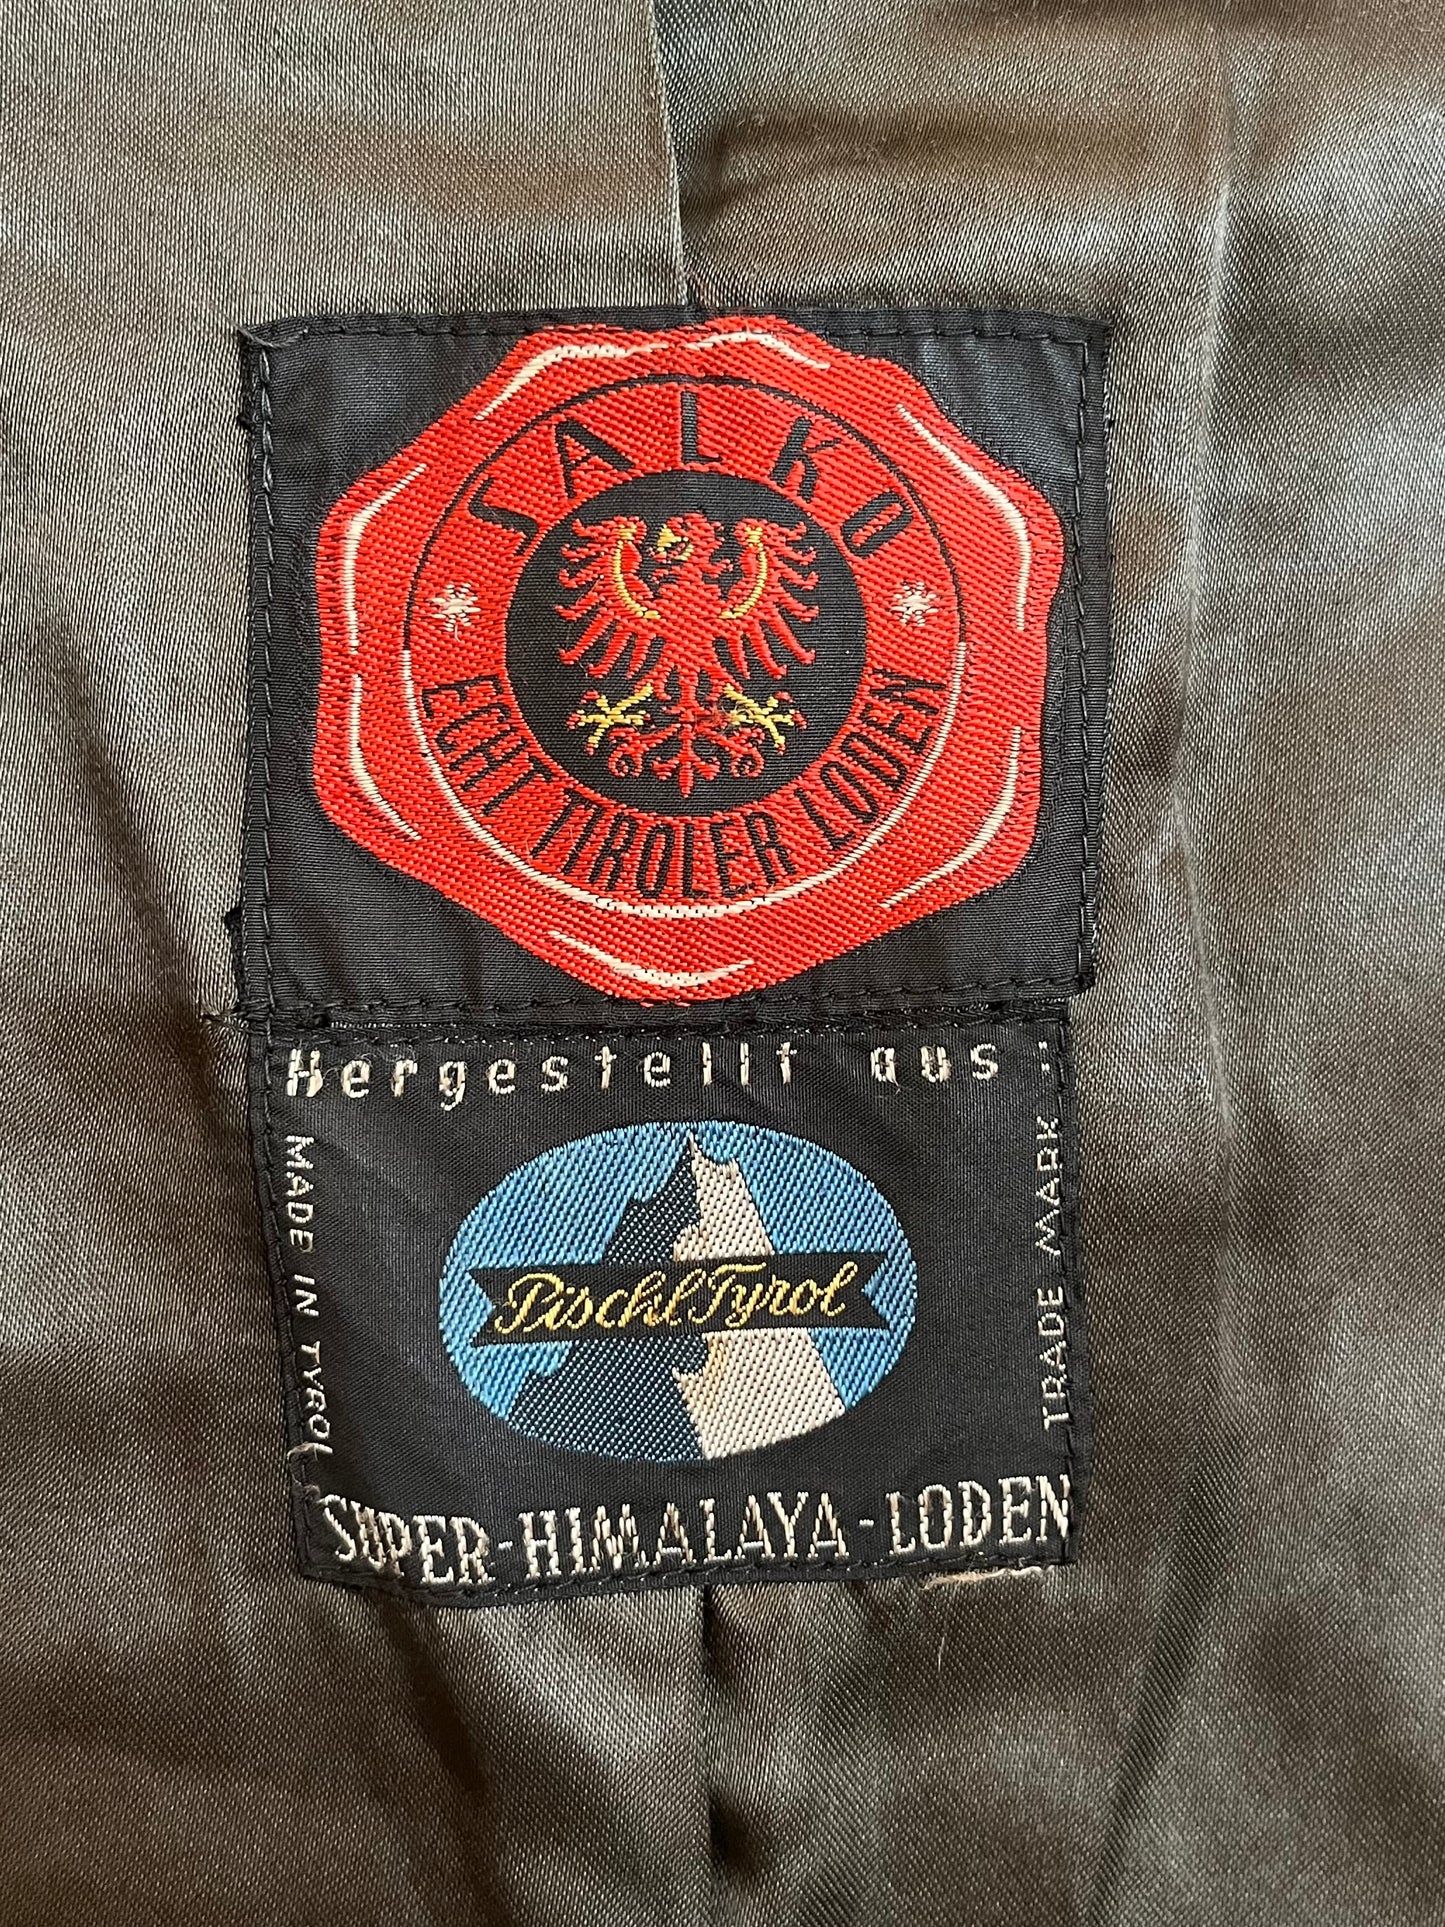 SALKO
ECHT TIROLER LODEN
Hergestellt aus:
MADE IN TYROL
Pischl Tyrol
TRADE MARK
SUPER-HIMALAYA-LODEN